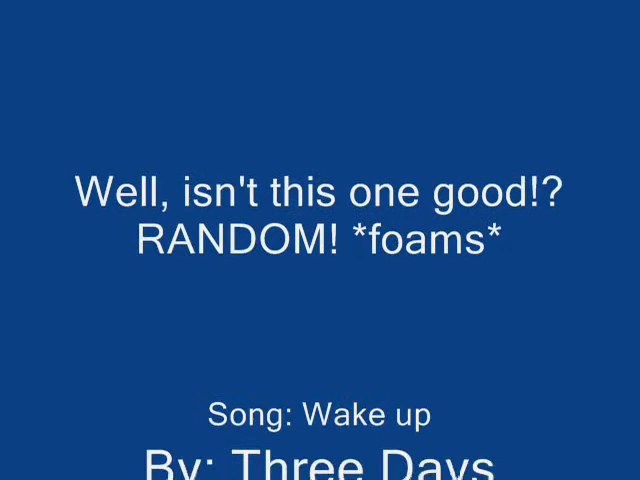 Well, isn't this one good!?
RANDOM! *foams*
Song: Wake up
By: Three Days